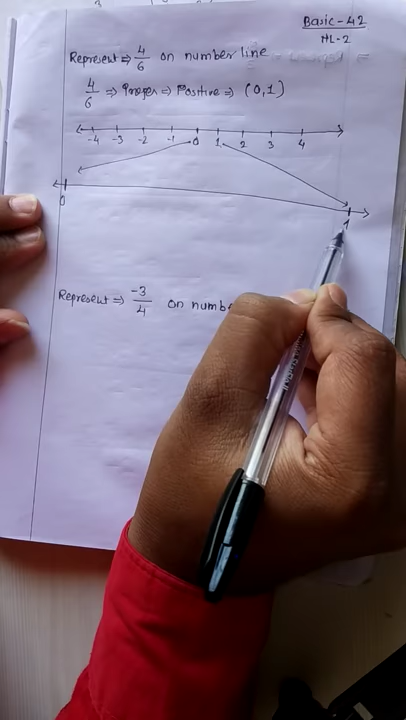 Basic-42
NL-2
Represent ⇒ 4/6 on number line
4/6 ⇒ Proper ⇒ Positive ⇒ (0,1)
-4 -3 -2 -1 0 1 2 3 4
0 1
Represent ⇒ -3/4 on numbe